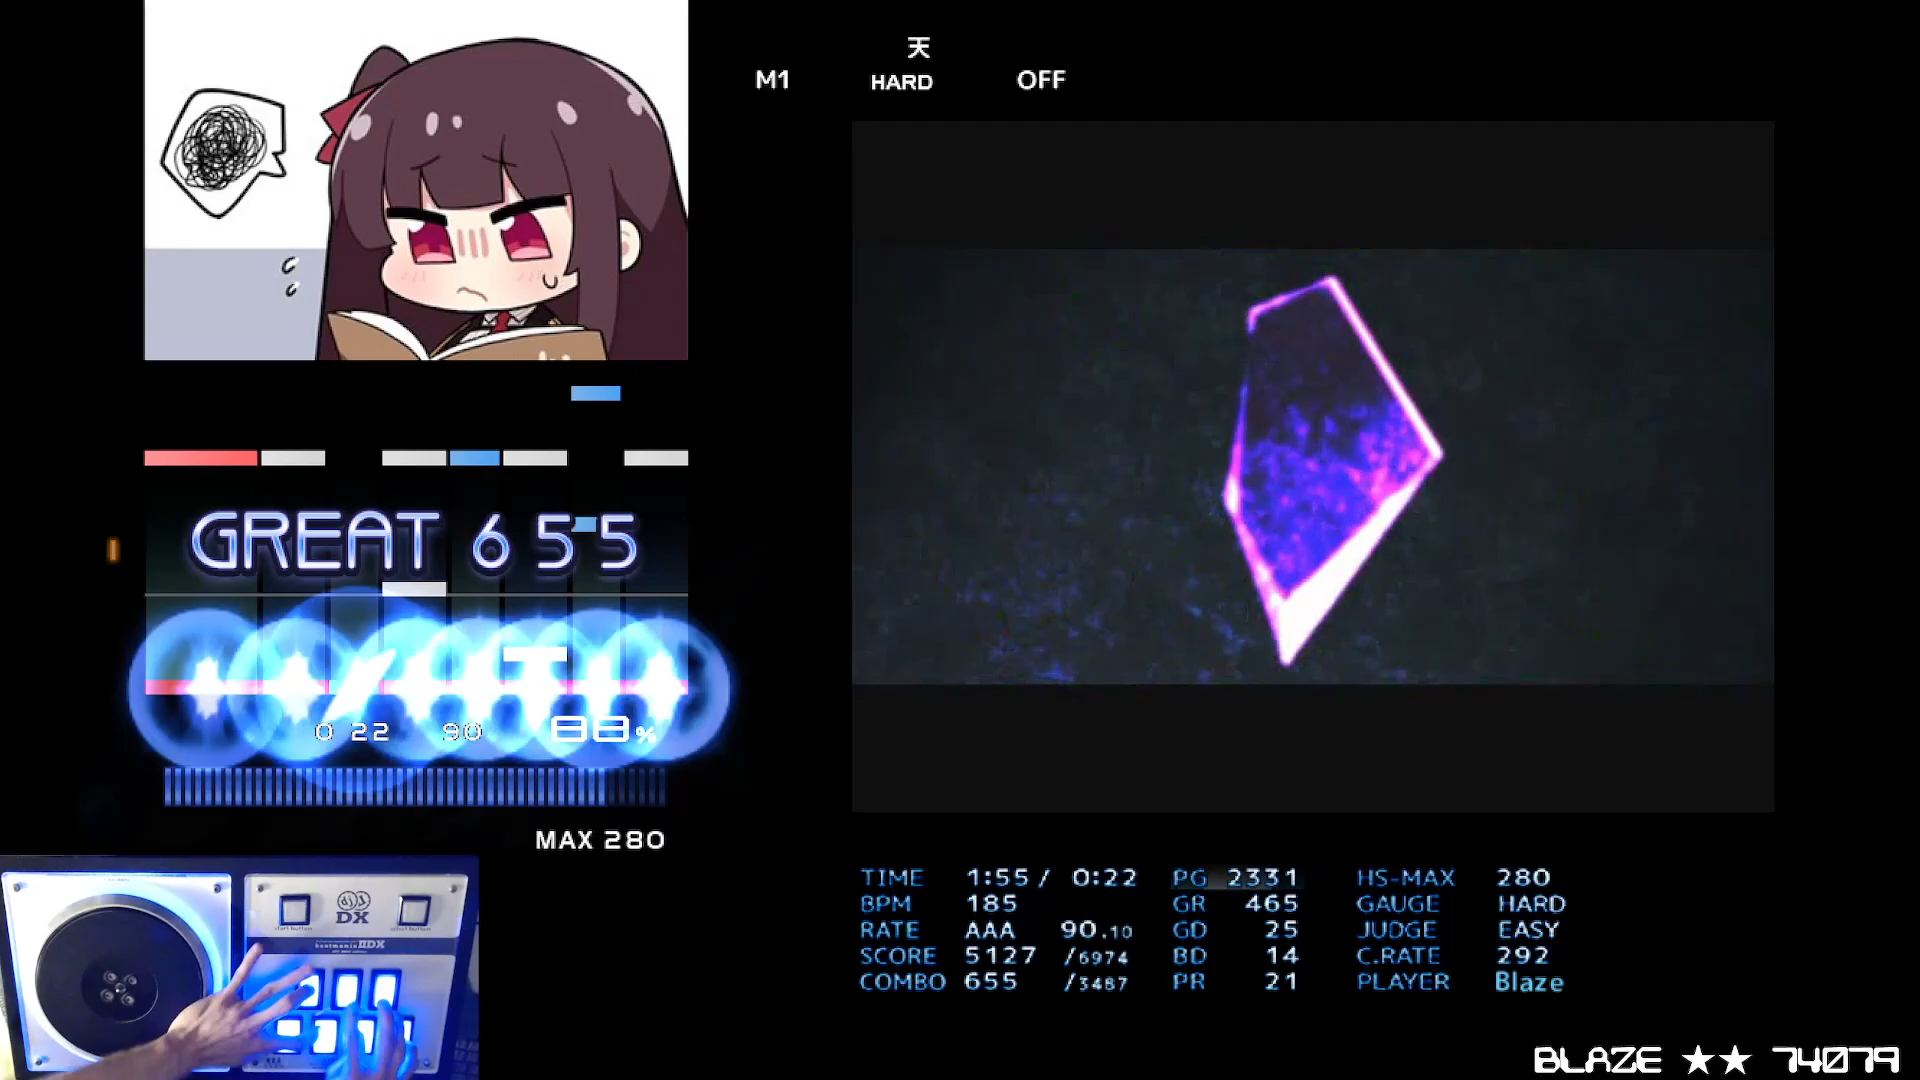 天
M1 HARD OFF
GREAT 655
0 22 90 88%
MAX 280
DX
beatmania IIDX
TIME 1:55 / 0:22 PG 2331 HS-MAX 280
BPM 185 GR 465 GAUGE HARD
RATE AAA 90.10 GD 25 JUDGE EASY
SCORE 5127 /6974 BD 14 C.RATE 292
COMBO 655 /3487 PR 21 PLAYER Blaze
BLAZE ★★ 74079